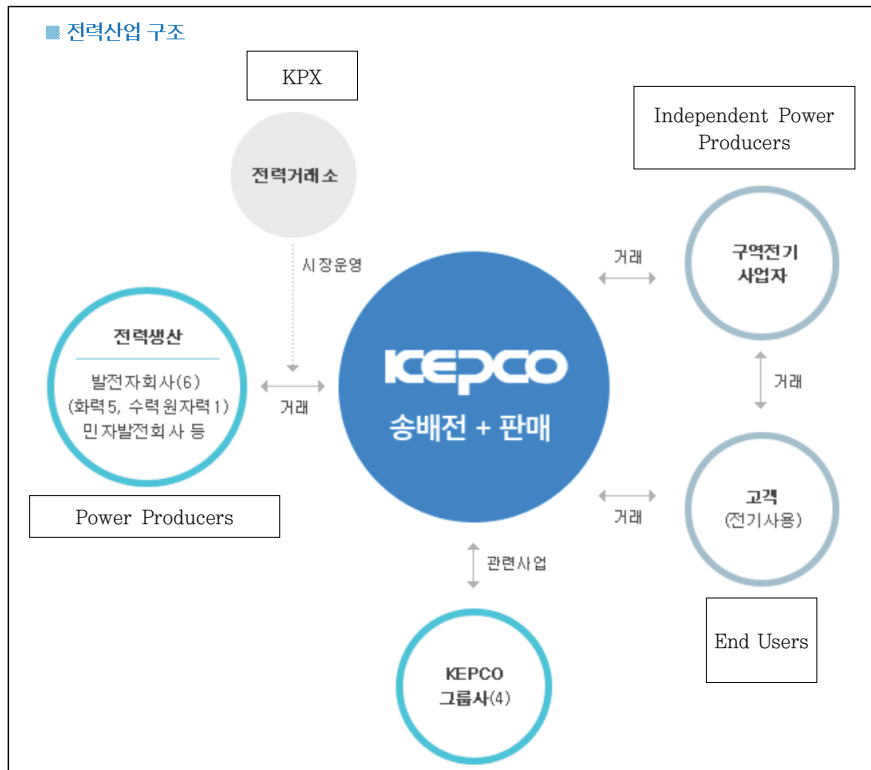 전력산업 구조
KPX
전력거래소
시장운영
Independent Power
Producers
구역전기
사업자
거래
거래
전력생산
발전자회사(6)
(화력5, 수력원자력1)
민자발전회사 등
거래
Power Producers
KEPCO
송배전 + 판매
거래
고객
(전기사용)
End Users
관련사업
KEPCO
그룹사(4)